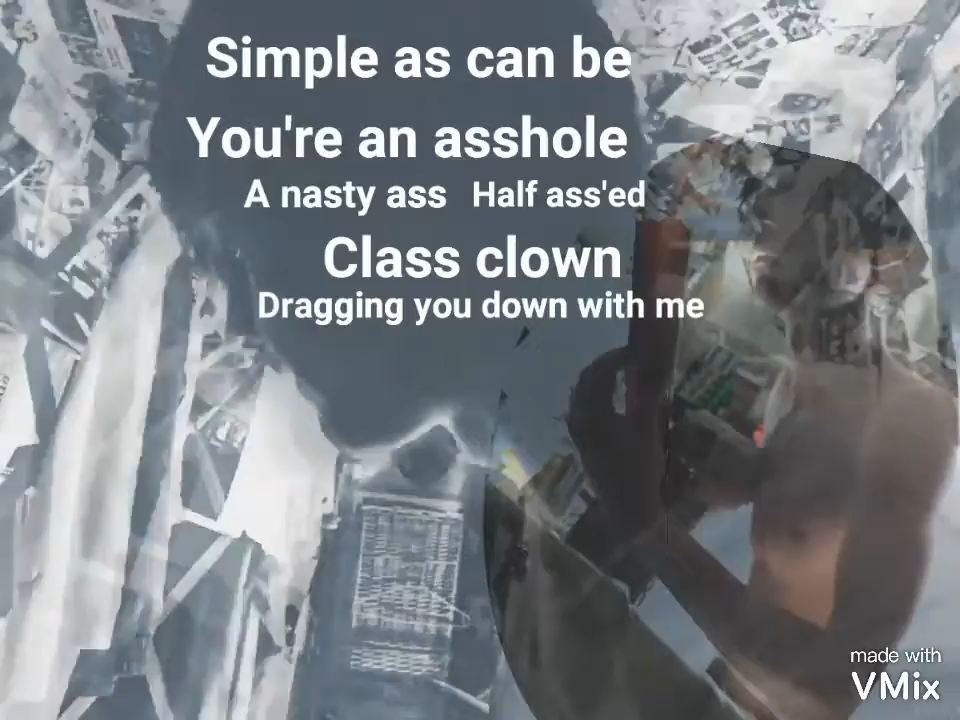 Simple as can be
You're an asshole
A nasty ass Half ass'ed
Class clown
Dragging you down with me
made with
VMix